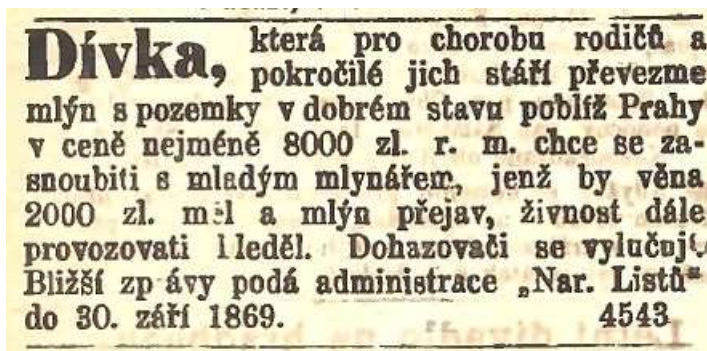 Dívka, která pro chorobu rodičů a
pokročilé jich stáří převezme
mlýn s pozemky v dobrém stavu poblíž Prahy
v ceně nejméně 8000 zl. r. m. chce se za-
snoubiti s mladým mlynářem, jenž by věna
2000 zl. měl a mlýn přejav, živnost dále
provozovati hleděl. Dohazovači se vylučují.
Bližší zprávy podá administrace „Nar. Listů“
do 30. září 1869. 4543